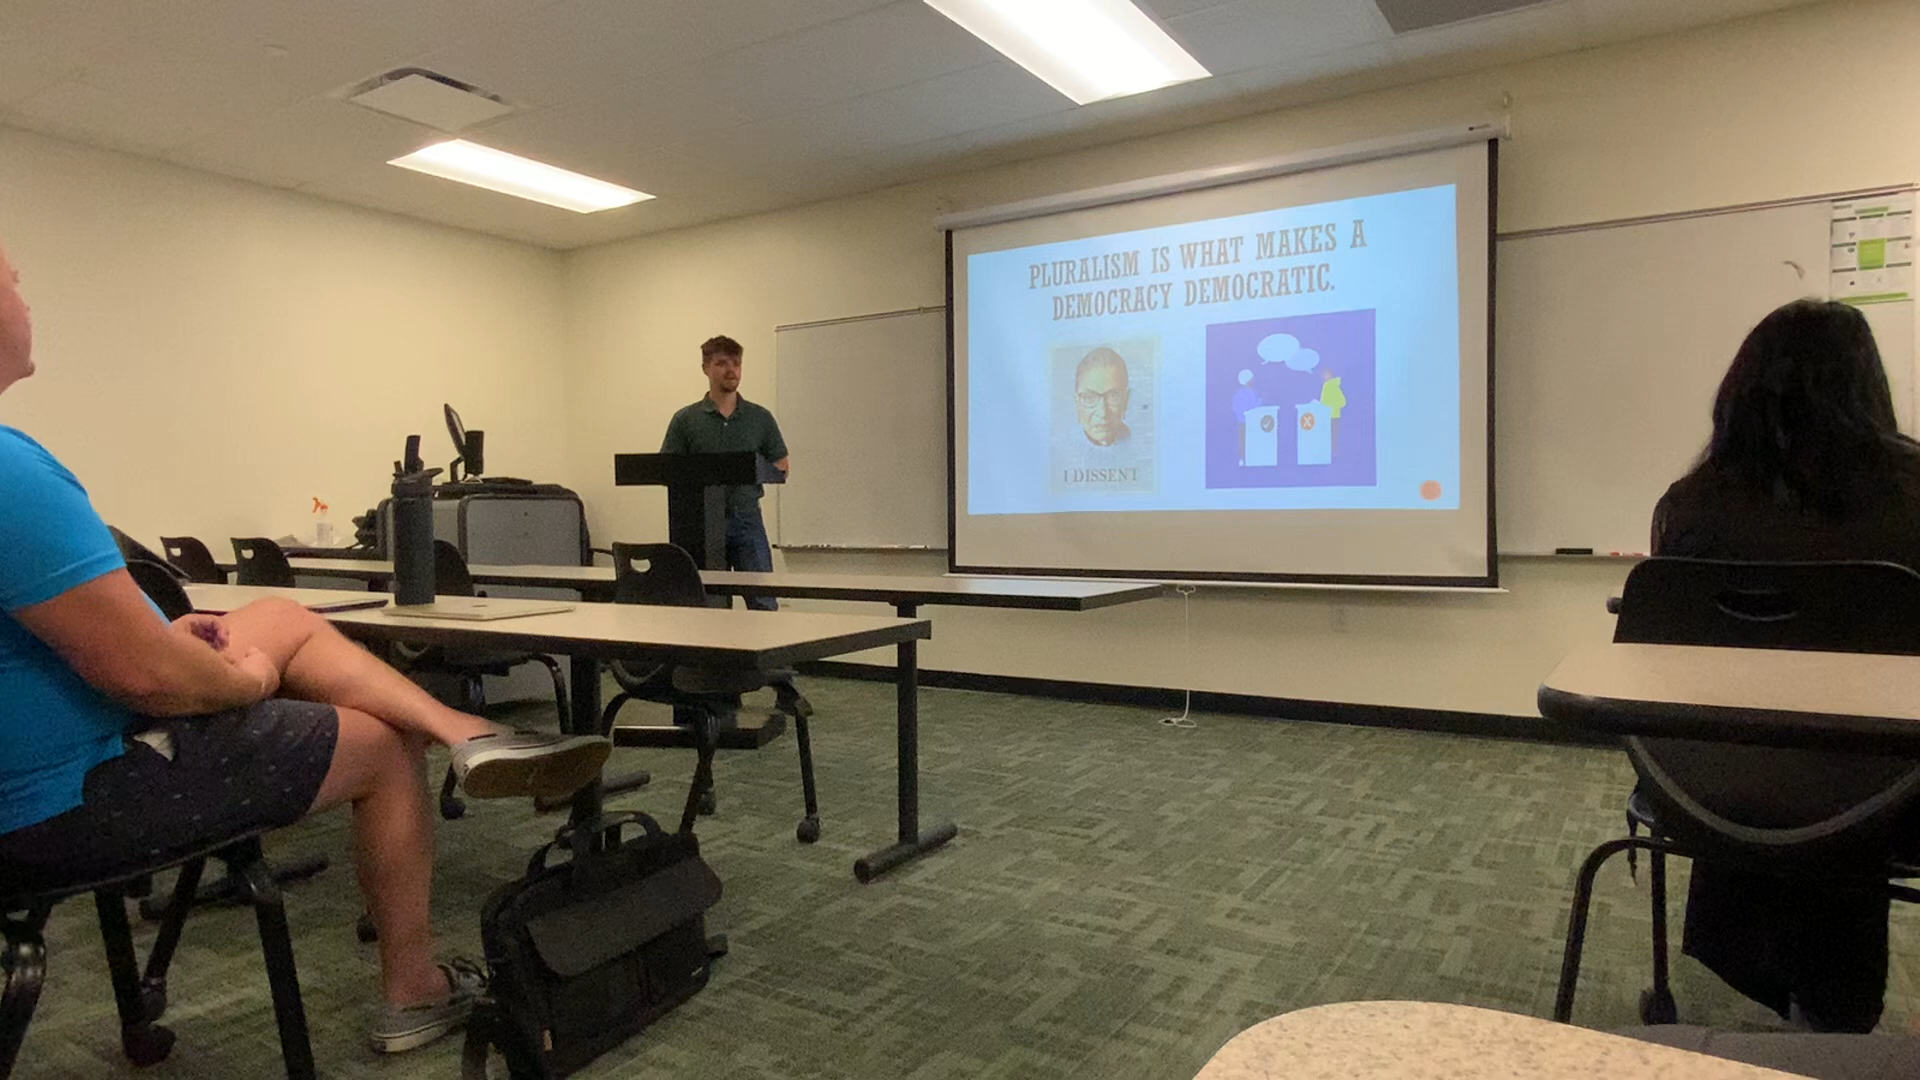 PLURALISM IS WHAT MAKES A
DEMOCRACY DEMOCRATIC.
I DISSENT